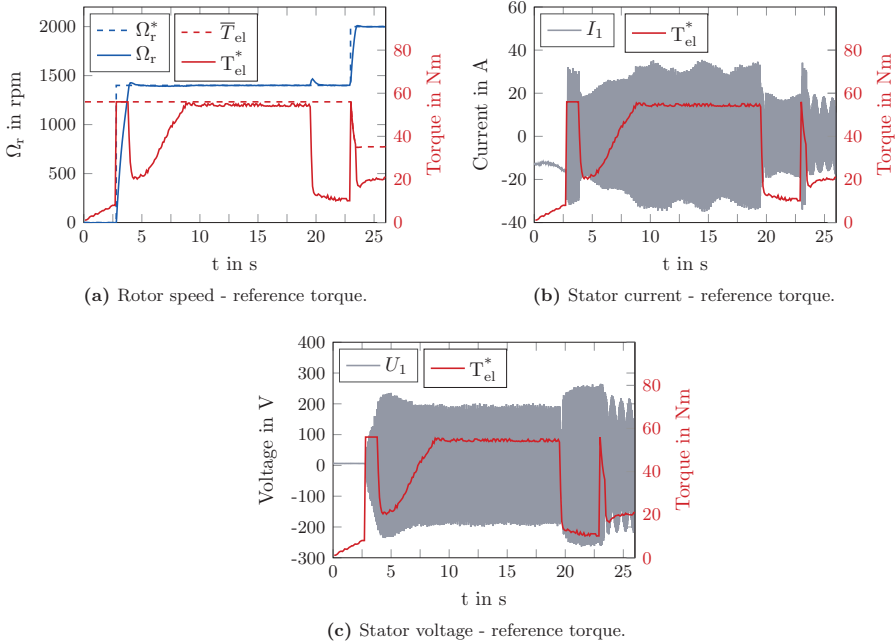 Ω*r T̄el
Ωr T*el
2000
1500
1000
500
0
Ωr in rpm
80
60
40
20
0
Torque in Nm
0 5 10 15 20 25
t in s
(a) Rotor speed - reference torque.
I1 T*el
60
40
20
0
-20
-40
Current in A
80
60
40
20
0
Torque in Nm
0 5 10 15 20 25
t in s
(b) Stator current - reference torque.
U1 T*el
400
300
200
100
0
-100
-200
-300
Voltage in V
80
60
40
20
0
Torque in Nm
0 5 10 15 20 25
t in s
(c) Stator voltage - reference torque.